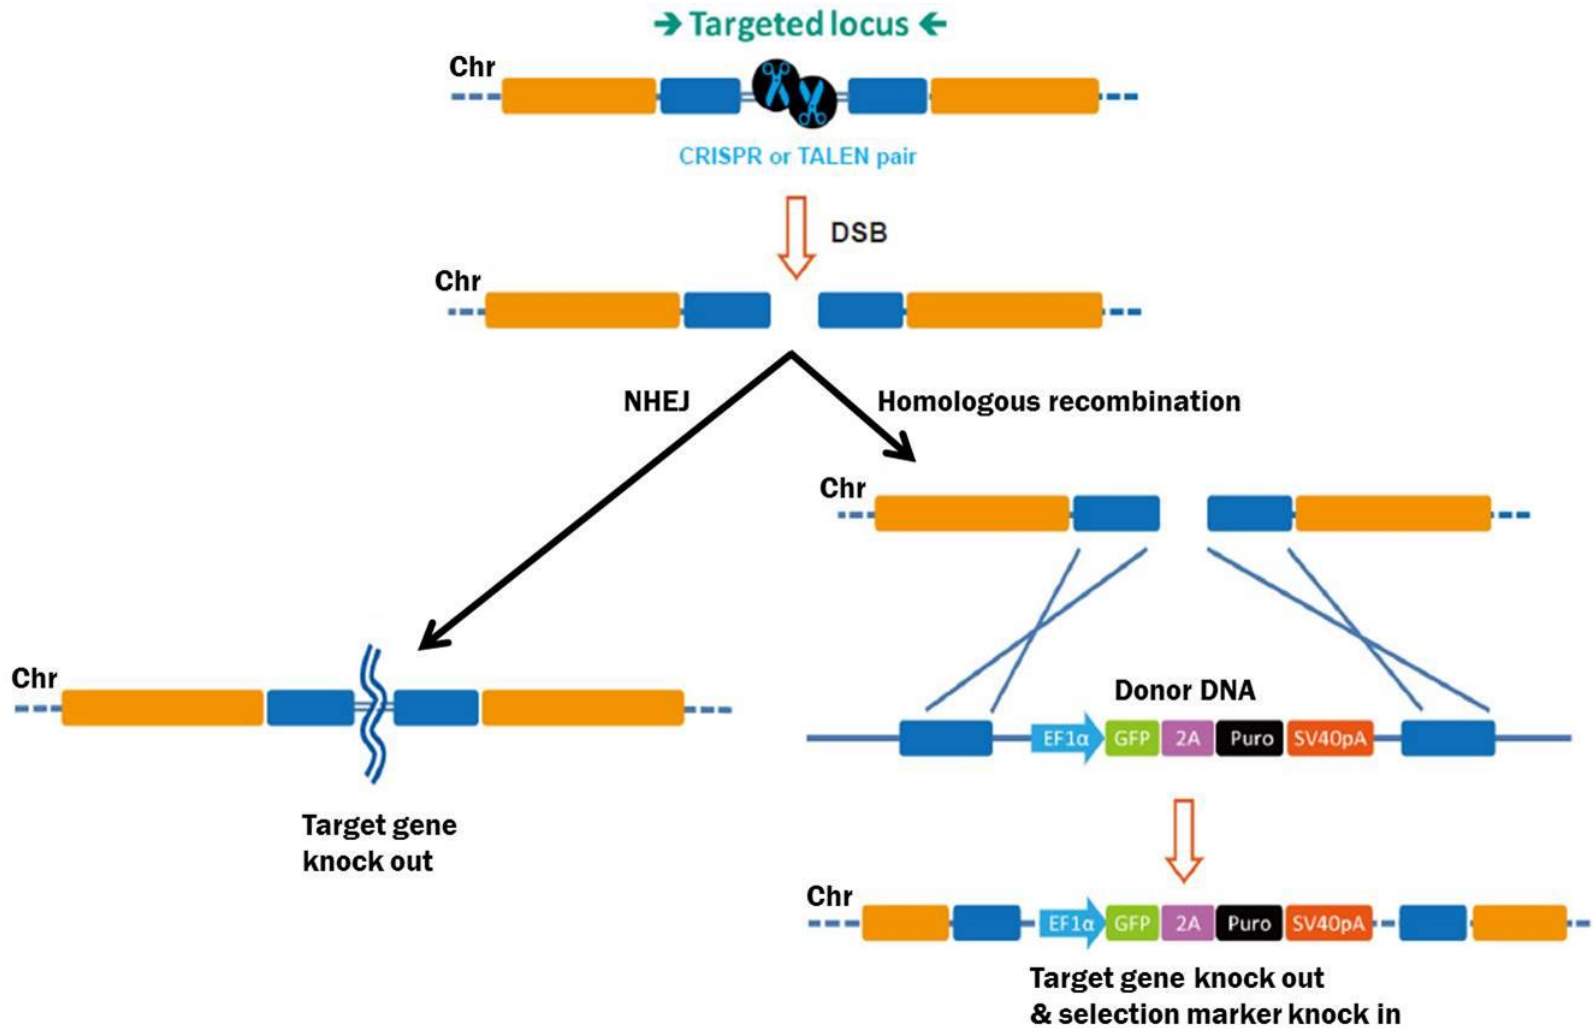 Targeted locus
Chr
CRISPR or TALEN pair
DSB
Chr
NHEJ
Homologous recombination
Chr
Chr
Donor DNA
EF1α GFP 2A Puro SV40pA
Target gene
knock out
Chr
EF1α GFP 2A Puro SV40pA
Target gene knock out
& selection marker knock in